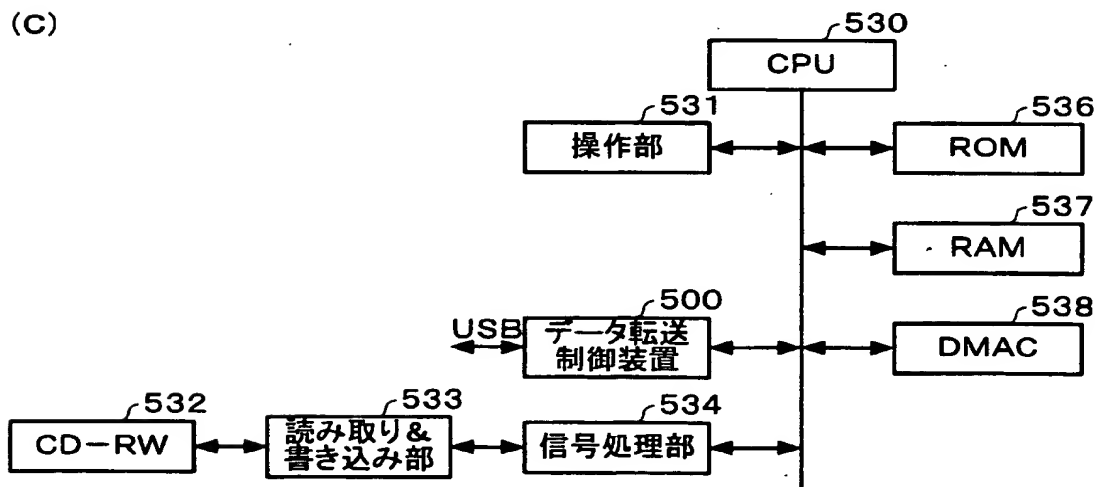 (C)
530
CPU
531
操作部
536
ROM
537
RAM
500
USB
データ転送
制御装置
538
DMAC
532
CD-RW
533
読み取り&
書き込み部
534
信号処理部